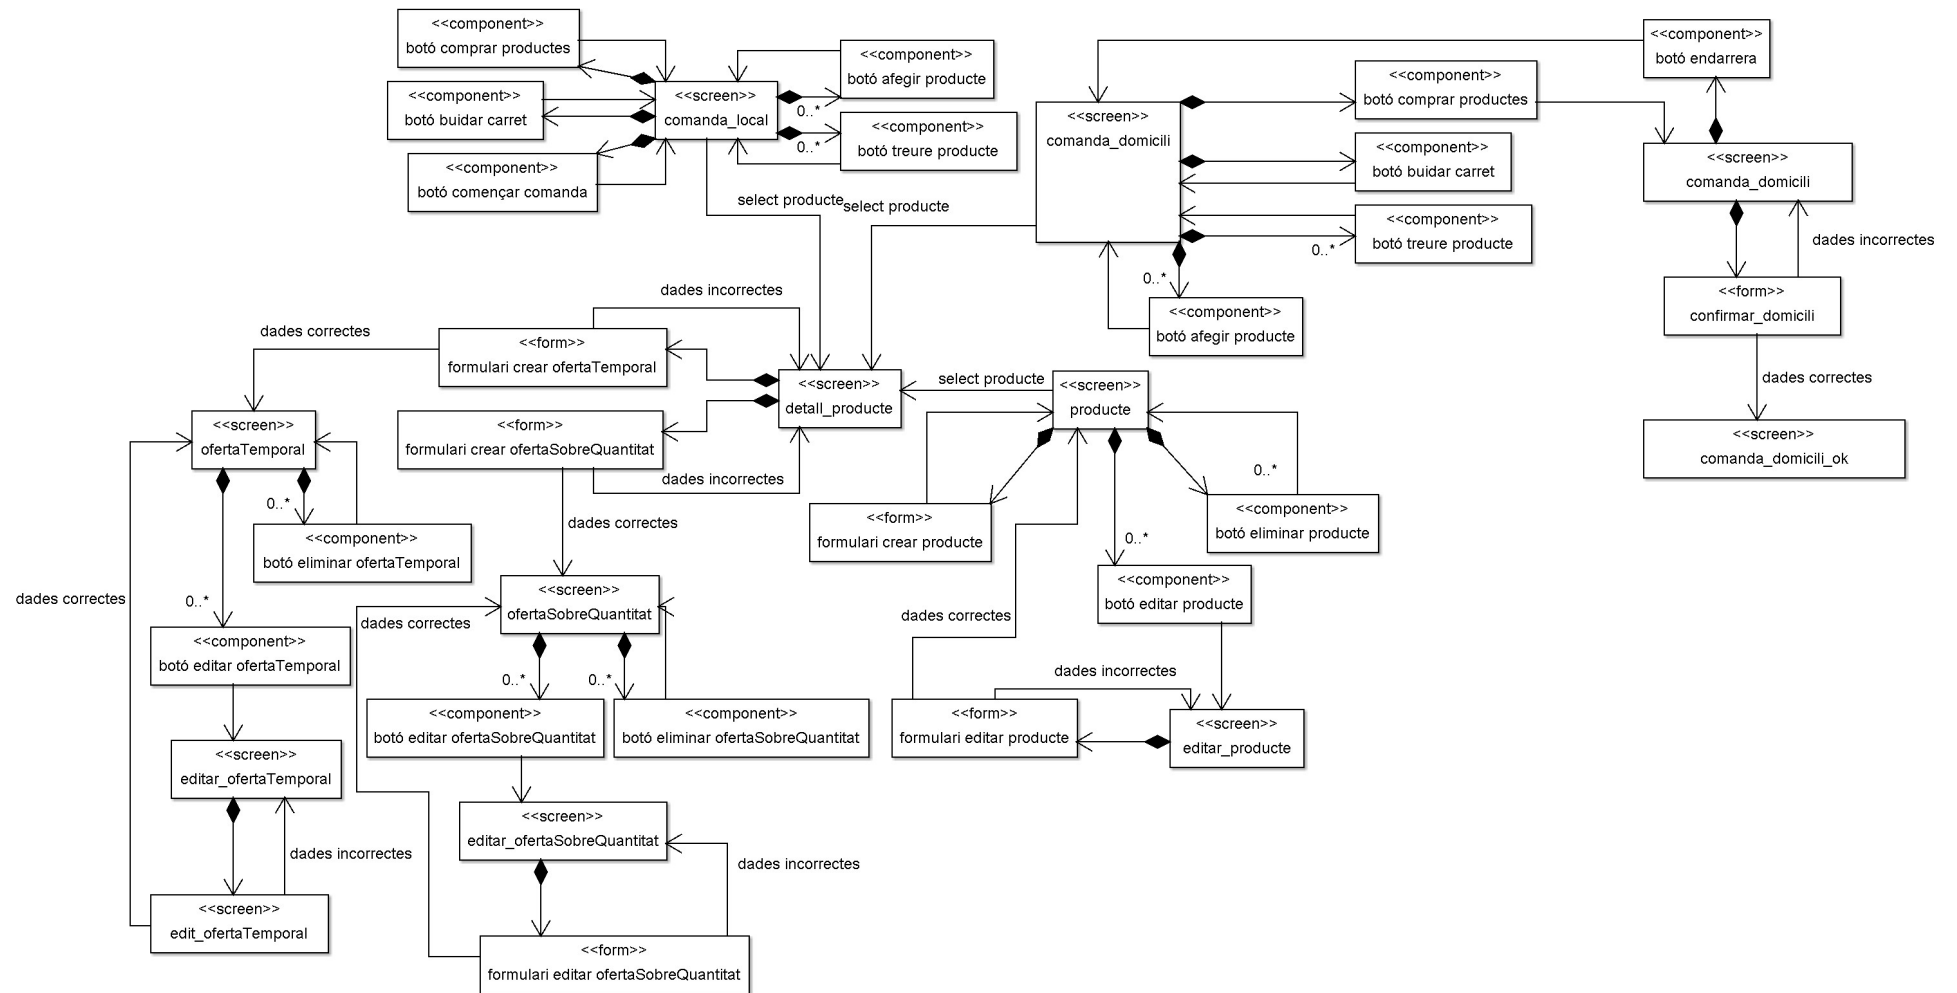 <<component>>
botó comprar productes
<<component>>
botó buidar carret
<<component>>
botó començar comanda
<<screen>>
comanda_local
<<component>>
botó afegir producte
0..*
<<component>>
botó treure producte
0..*
select producte
select producte
<<screen>>
comanda_domicili
<<component>>
botó comprar productes
<<component>>
botó buidar carret
<<component>>
botó treure producte
0..*
0..*
<<component>>
botó afegir producte
<<component>>
botó endarrera
<<screen>>
comanda_domicili
dades incorrectes
<<form>>
confirmar_domicili
dades correctes
<<screen>>
comanda_domicili_ok
dades incorrectes
dades correctes
<<form>>
formulari crear ofertaTemporal
<<screen>>
detall_producte
select producte
<<screen>>
producte
<<form>>
formulari crear ofertaSobreQuantitat
dades incorrectes
dades correctes
<<screen>>
ofertaTemporal
0..*
<<component>>
botó eliminar ofertaTemporal
dades correctes
0..*
<<component>>
botó editar ofertaTemporal
<<screen>>
editar_ofertaTemporal
dades incorrectes
<<screen>>
edit_ofertaTemporal
<<screen>>
ofertaSobreQuantitat
dades correctes
0..*
0..*
<<component>>
botó editar ofertaSobreQuantitat
<<component>>
botó eliminar ofertaSobreQuantitat
<<screen>>
editar_ofertaSobreQuantitat
dades incorrectes
<<form>>
formulari editar ofertaSobreQuantitat
<<form>>
formulari crear producte
0..*
<<component>>
botó eliminar producte
0..*
<<component>>
botó editar producte
dades correctes
dades incorrectes
<<form>>
formulari editar producte
<<screen>>
editar_producte